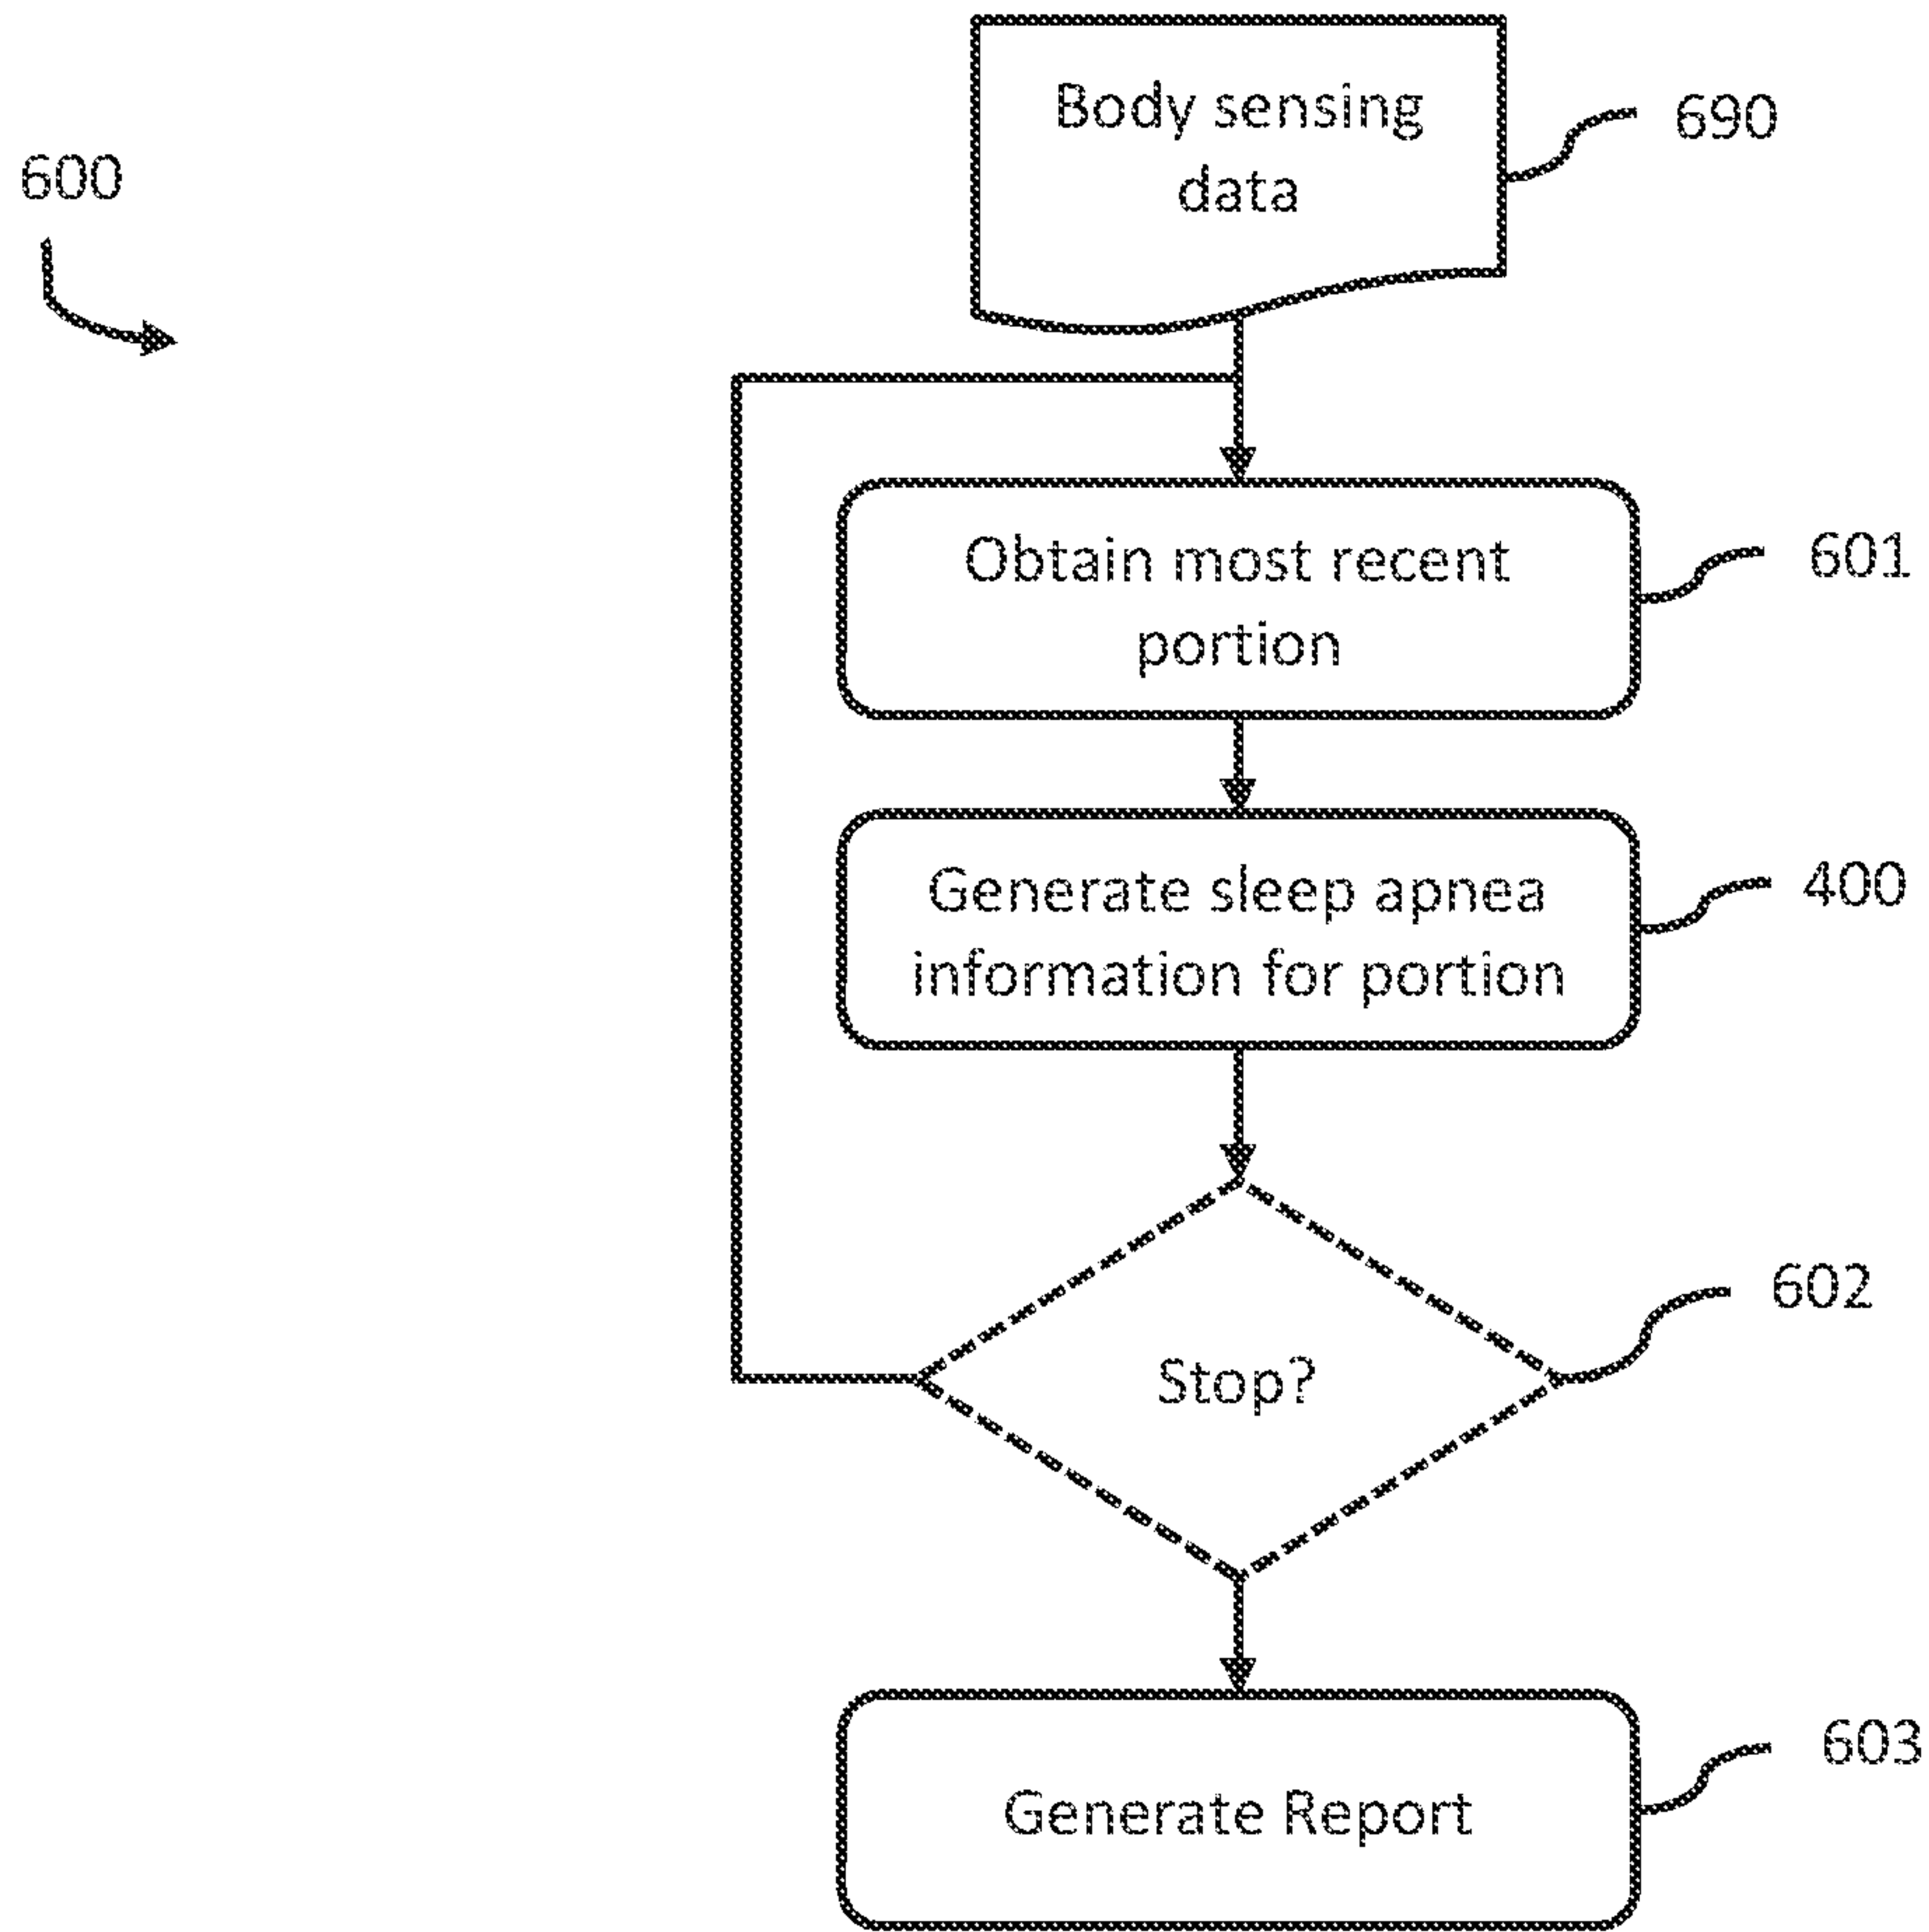 600
Body sensing
data
690
Obtain most recent
portion
601
Generate sleep apnea
information for portion
400
Stop?
602
Generate Report
603